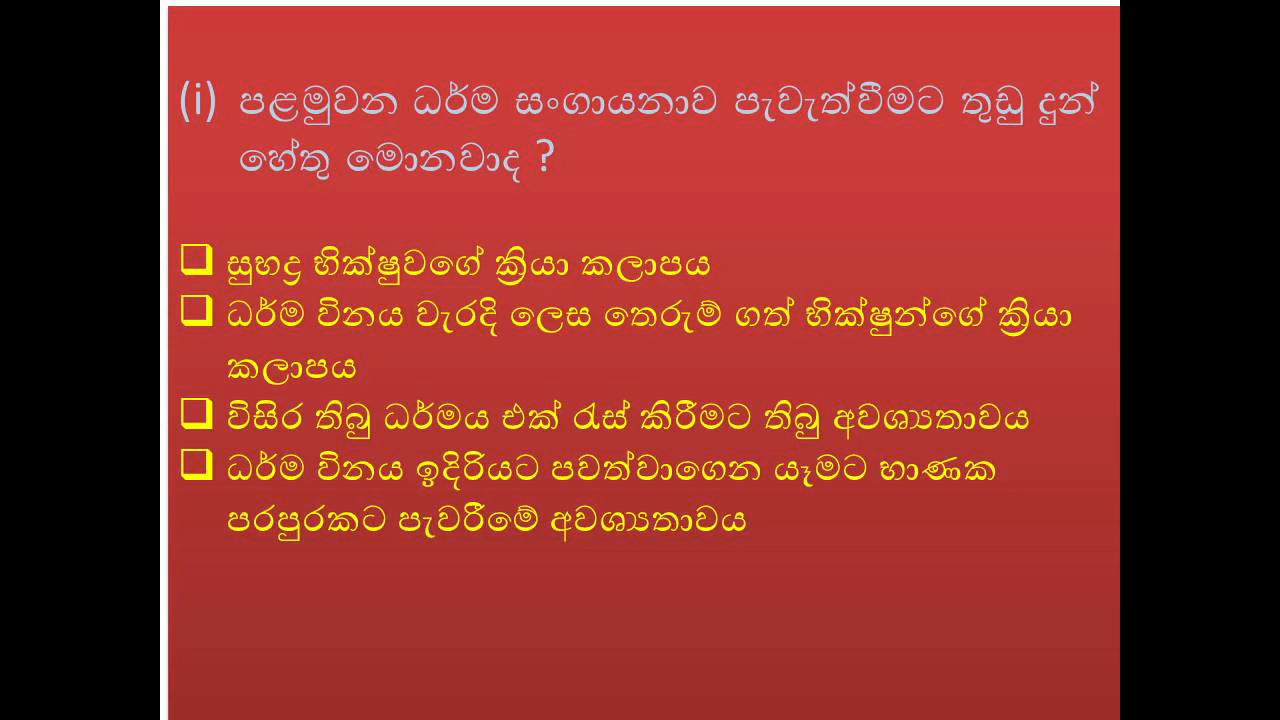 (i) පළමුවන ධර්ම සංගායනාව පැවැත්වීමට තුඩු දුන්
හේතු මොනවාද ?
❑ සුභද්‍ර භික්ෂුවගේ ක්‍රියා කලාපය
❑ ධර්ම විනය වැරදි ලෙස තෙරුම් ගත් භික්ෂුන්ගේ ක්‍රියා
කලාපය
❑ විසිර තිබු ධර්මය එක් රැස් කිරීමට තිබු අවශ්‍යතාවය
❑ ධර්ම විනය ඉදිරියට පවත්වාගෙන යෑමට භාණක
පරපුරකට පැවරීමේ අවශ්‍යතාවය